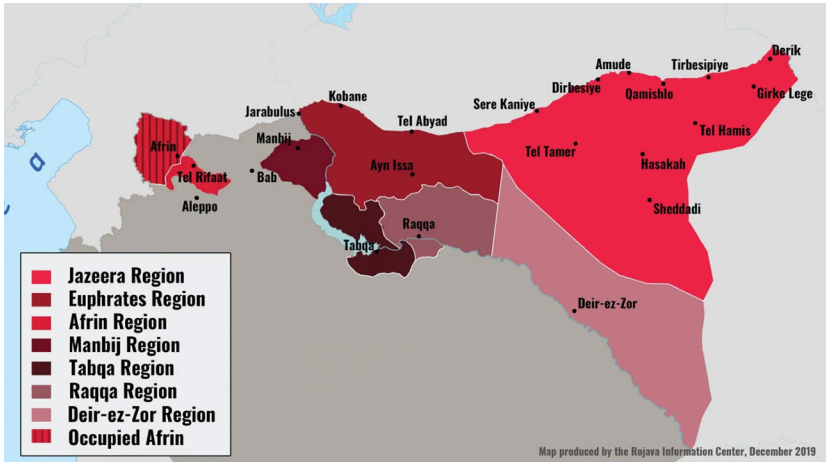 Derik
Amude
Tirbesipiye
Dirbesiye
Qamishlo
Girke Lege
Kobane
Sere Kaniye
Jarabulus
Tel Abyad
Tel Hamis
Manbij
Afrin
Tel Tamer
Hasakah
Ayn Issa
Tel Rifaat
Bab
Aleppo
Sheddadi
Raqqa
Tabqa
Deir-ez-Zor
Jazeera Region
Euphrates Region
Afrin Region
Manbij Region
Tabqa Region
Raqqa Region
Deir-ez-Zor Region
Occupied Afrin
Map produced by the Rojava Information Center, December 2019